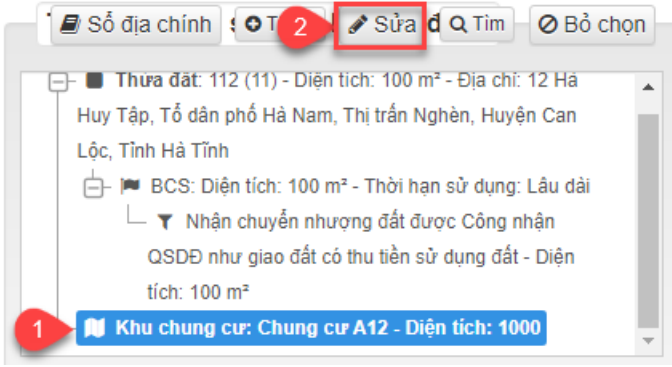 Sổ địa chính
T
2
Sửa
Tìm
Bỏ chọn
Thửa đất: 112 (11) - Diện tích: 100 m² - Địa chỉ: 12 Hà
Huy Tập, Tổ dân phố Hà Nam, Thị trấn Nghèn, Huyện Can
Lộc, Tỉnh Hà Tĩnh
BCS: Diện tích: 100 m² - Thời hạn sử dụng: Lâu dài
Nhận chuyển nhượng đất được Công nhận
QSDĐ như giao đất có thu tiền sử dụng đất - Diện
tích: 100 m²
1 Khu chung cư: Chung cư A12 - Diện tích: 1000